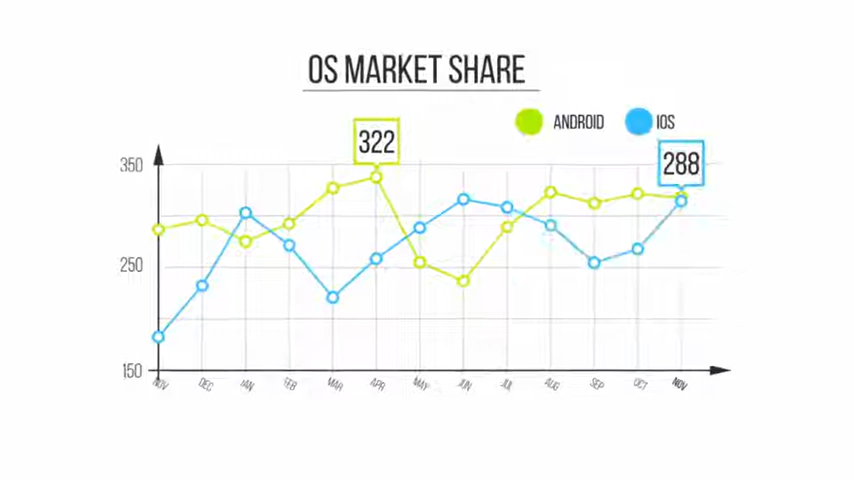 OS MARKET SHARE
ANDROID IOS
322
288
350
250
150
NOV DEC JAN FEB MAR APR MAY JUN JUL AUG SEP OCT NOV